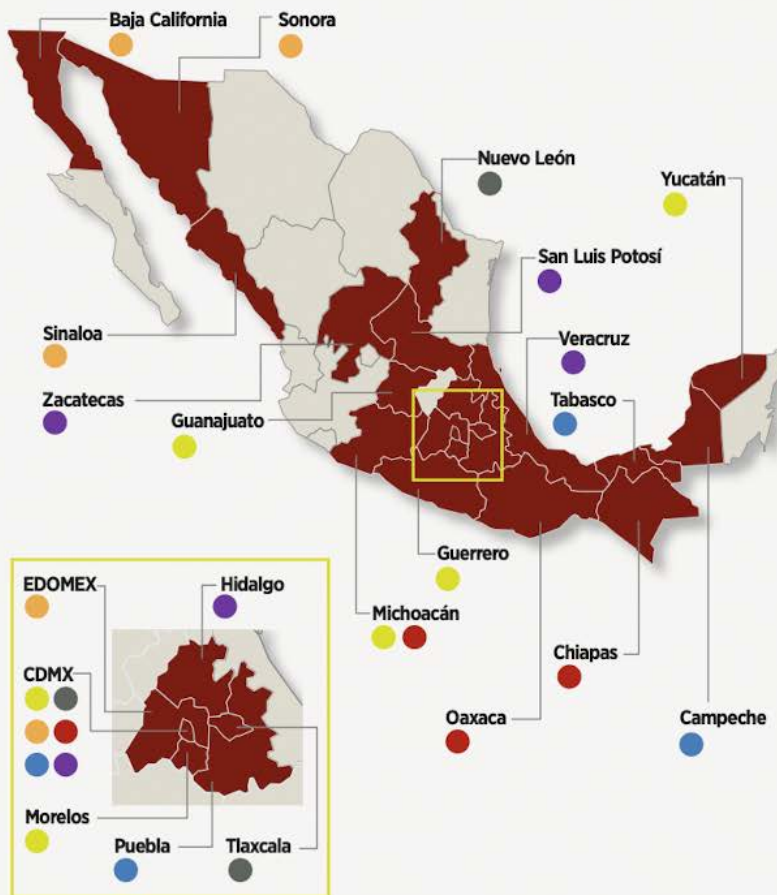 Baja California
Sonora
Nuevo León
Yucatán
San Luis Potosí
Sinaloa
Veracruz
Zacatecas
Tabasco
Guanajuato
Guerrero
EDOMEX
Hidalgo
Michoacán
CDMX
Chiapas
Oaxaca
Campeche
Morelos
Puebla
Tlaxcala